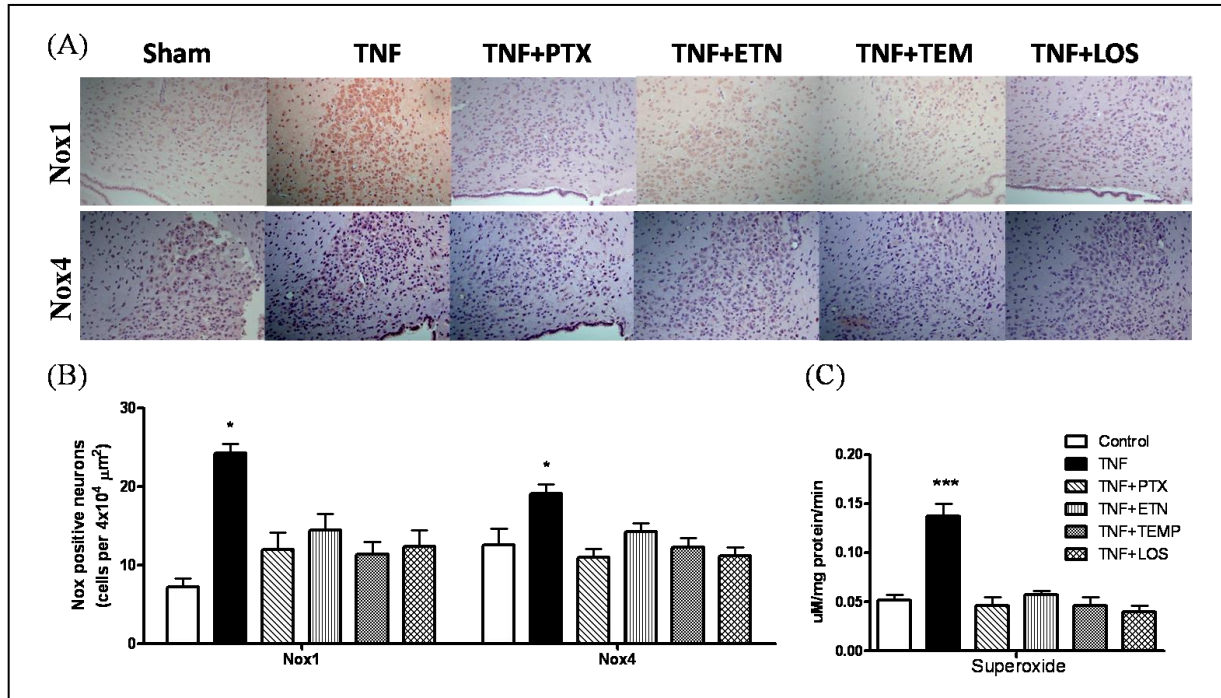 (A)
Sham TNF TNF+PTX TNF+ETN TNF+TEM TNF+LOS
Nox1
Nox4
(B)
Nox positive neurons
(cells per 4x10⁴ µm²)
30
20
10
0
*
*
Nox1 Nox4
(C)
uM/mg protein/min
0.20
0.15
0.10
0.05
0.00
***
Superoxide
Control
TNF
TNF+PTX
TNF+ETN
TNF+TEMP
TNF+LOS